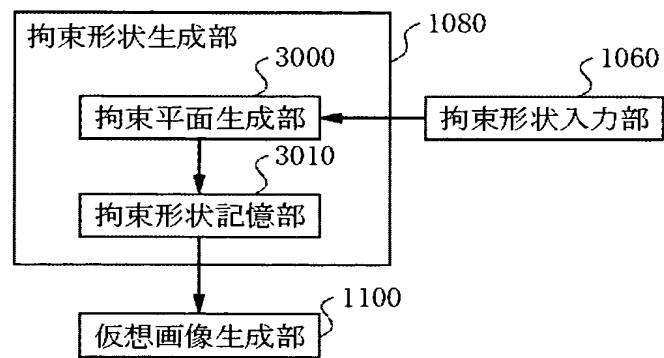 拘束形状生成部
1080
3000
1060
拘束平面生成部
拘束形状入力部
3010
拘束形状記憶部
1100
仮想画像生成部